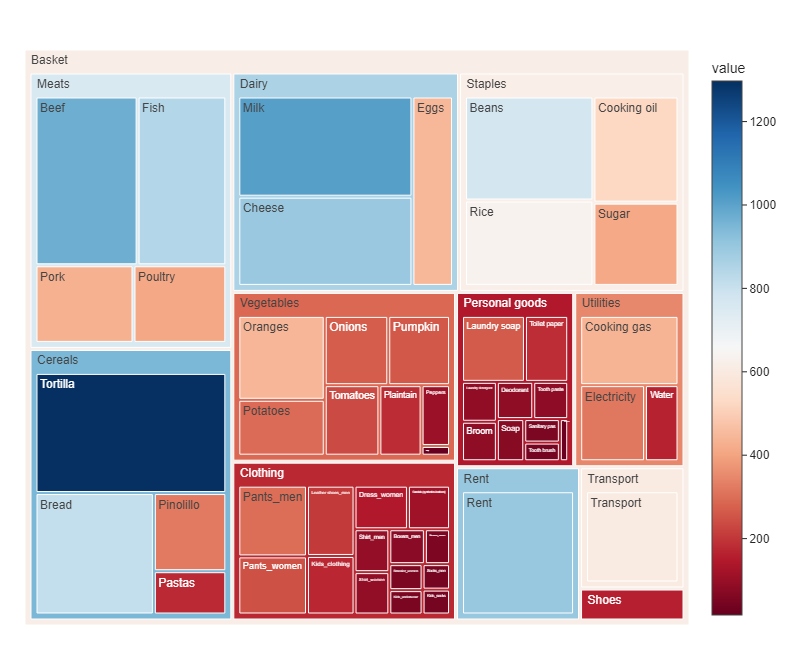 Basket
Meats
Beef
Fish
Pork
Poultry
Dairy
Milk
Eggs
Cheese
Staples
Beans
Cooking oil
Rice
Sugar
Cereals
Tortilla
Bread
Pinolillo
Pastas
Vegetables
Oranges
Onions
Pumpkin
Potatoes
Tomatoes
Plaintain
Peppers
Personal goods
Laundry soap
Toilet paper
Deodorant
Tooth paste
Broom
Soap
Sanitary pas
Tooth brush
Utilities
Cooking gas
Electricity
Water
Clothing
Pants_men
Dress_women
Pants_women
Kids_clothing
Shirt_men
Boxers_men
Rent
Rent
Transport
Transport
Shoes
value
1200
1000
800
600
400
200